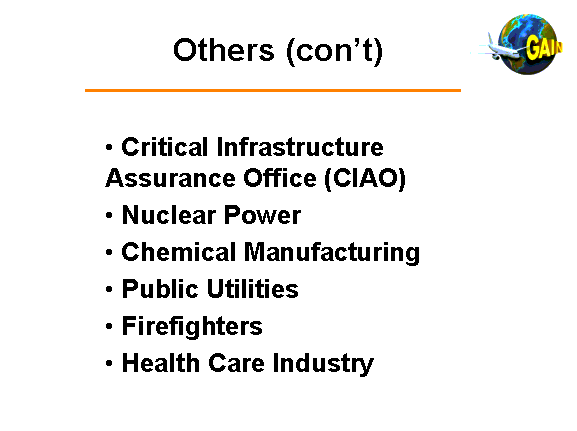 Others (con’t)
GAIN
• Critical Infrastructure
Assurance Office (CIAO)
• Nuclear Power
• Chemical Manufacturing
• Public Utilities
• Firefighters
• Health Care Industry